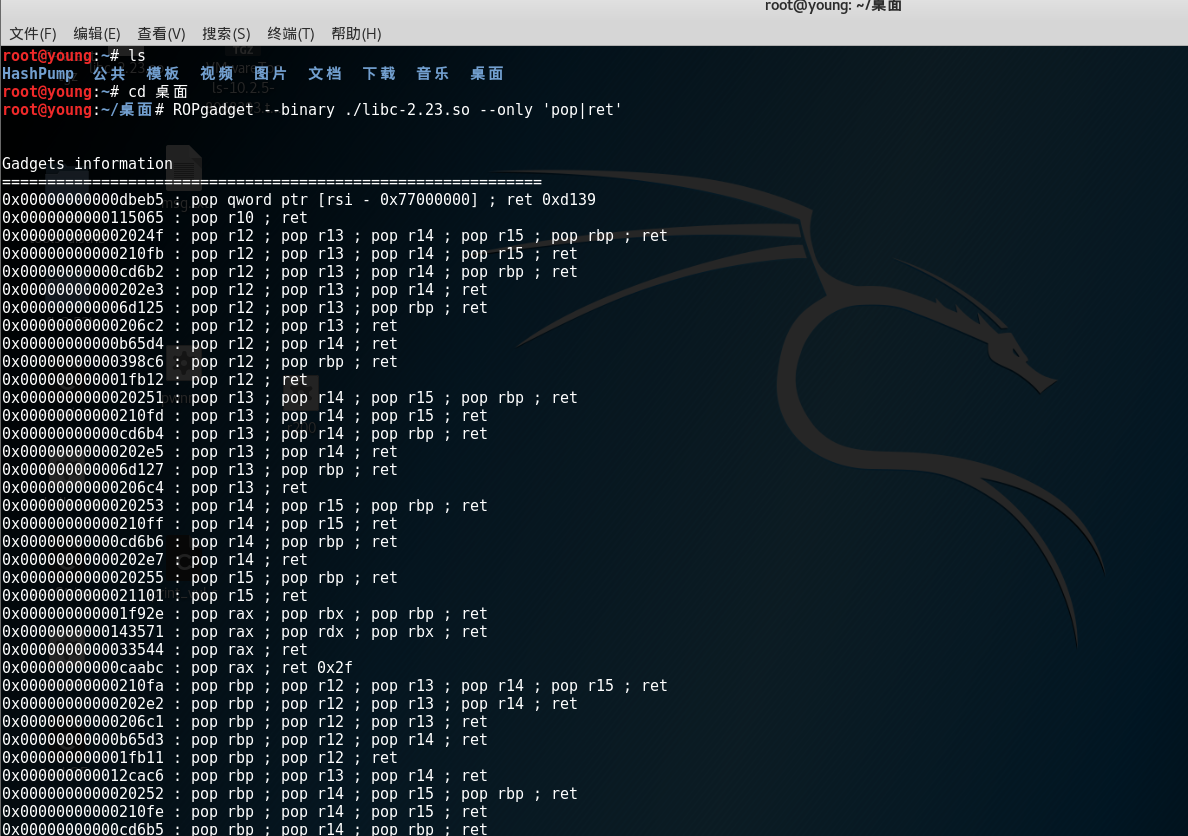 root@young: ~/桌面
文件(F) 编辑(E) 查看(V) 搜索(S) 终端(T) 帮助(H)
root@young:~# ls
HashPump 公共 模板 视频 图片 文档 下载 音乐 桌面
root@young:~# cd 桌面
root@young:~/桌面# ROPgadget --binary ./libc-2.23.so --only 'pop|ret'
Gadgets information
============================================================
0x00000000000dbeb5 : pop qword ptr [rsi - 0x77000000] ; ret 0xd139
0x0000000000115065 : pop r10 ; ret
0x000000000002024f : pop r12 ; pop r13 ; pop r14 ; pop r15 ; pop rbp ; ret
0x00000000000210fb : pop r12 ; pop r13 ; pop r14 ; pop r15 ; ret
0x00000000000cd6b2 : pop r12 ; pop r13 ; pop r14 ; pop rbp ; ret
0x00000000000202e3 : pop r12 ; pop r13 ; pop r14 ; ret
0x000000000006d125 : pop r12 ; pop r13 ; pop rbp ; ret
0x00000000000206c2 : pop r12 ; pop r13 ; ret
0x00000000000b65d4 : pop r12 ; pop r14 ; ret
0x00000000000398c6 : pop r12 ; pop rbp ; ret
0x000000000001fb12 : pop r12 ; ret
0x0000000000020251 : pop r13 ; pop r14 ; pop r15 ; pop rbp ; ret
0x00000000000210fd : pop r13 ; pop r14 ; pop r15 ; ret
0x00000000000cd6b4 : pop r13 ; pop r14 ; pop rbp ; ret
0x00000000000202e5 : pop r13 ; pop r14 ; ret
0x000000000006d127 : pop r13 ; pop rbp ; ret
0x00000000000206c4 : pop r13 ; ret
0x0000000000020253 : pop r14 ; pop r15 ; pop rbp ; ret
0x00000000000210ff : pop r14 ; pop r15 ; ret
0x00000000000cd6b6 : pop r14 ; pop rbp ; ret
0x00000000000202e7 : pop r14 ; ret
0x0000000000020255 : pop r15 ; pop rbp ; ret
0x0000000000021101 : pop r15 ; ret
0x000000000001f92e : pop rax ; pop rbx ; pop rbp ; ret
0x0000000000143571 : pop rax ; pop rdx ; pop rbx ; ret
0x0000000000033544 : pop rax ; ret
0x00000000000caabc : pop rax ; ret 0x2f
0x00000000000210fa : pop rbp ; pop r12 ; pop r13 ; pop r14 ; pop r15 ; ret
0x00000000000202e2 : pop rbp ; pop r12 ; pop r13 ; pop r14 ; ret
0x00000000000206c1 : pop rbp ; pop r12 ; pop r13 ; ret
0x00000000000b65d3 : pop rbp ; pop r12 ; pop r14 ; ret
0x000000000001fb11 : pop rbp ; pop r12 ; ret
0x000000000012cac6 : pop rbp ; pop r13 ; pop r14 ; ret
0x0000000000020252 : pop rbp ; pop r14 ; pop r15 ; pop rbp ; ret
0x00000000000210fe : pop rbp ; pop r14 ; pop r15 ; ret
0x00000000000cd6b5 : pop rbp ; pop r14 ; pop rbp ; ret